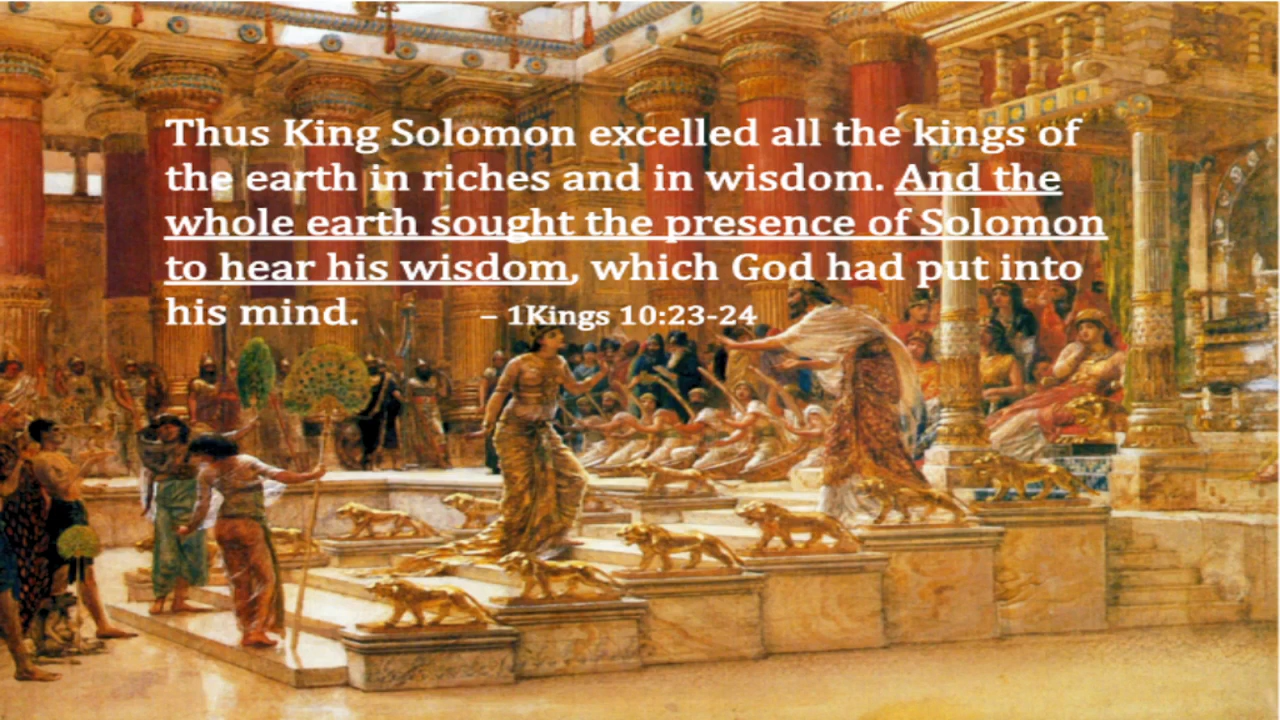 Thus King Solomon excelled all the kings of
the earth in riches and in wisdom. And the
whole earth sought the presence of Solomon
to hear his wisdom, which God had put into
his mind. – 1Kings 10:23-24